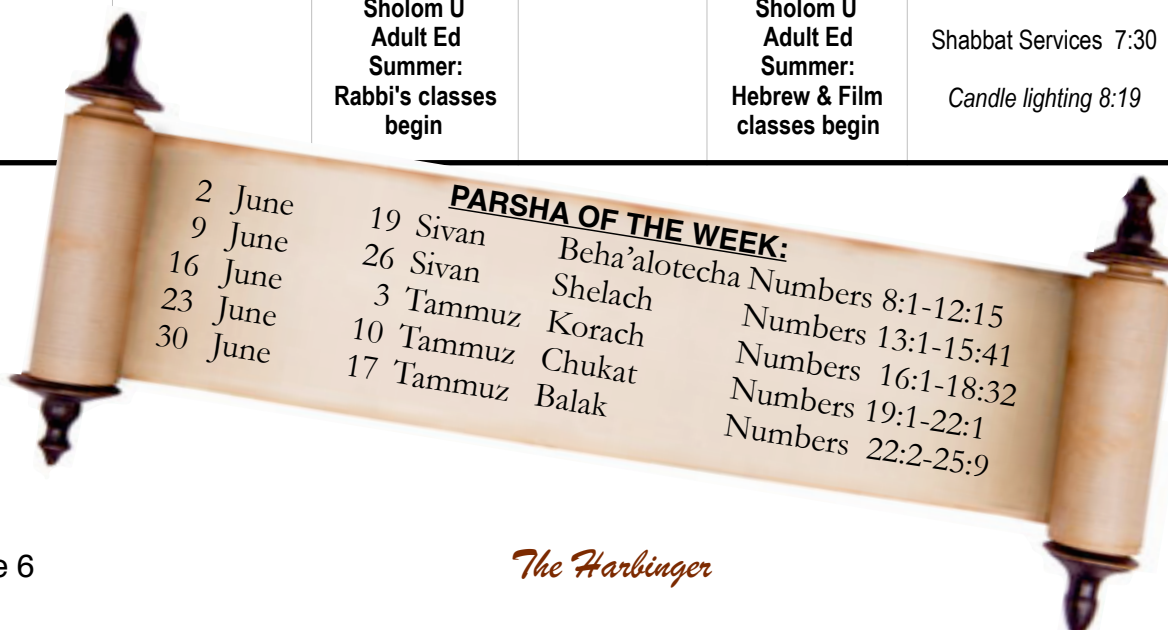 Sholom U
Adult Ed
Summer:
Rabbi's classes
begin
Sholom U
Adult Ed
Summer:
Hebrew & Film
classes begin
Shabbat Services 7:30
Candle lighting 8:19
PARSHA OF THE WEEK:
2 June 19 Sivan Beha’alotecha Numbers 8:1-12:15
9 June 26 Sivan Shelach Numbers 13:1-15:41
16 June 3 Tammuz Korach Numbers 16:1-18:32
23 June 10 Tammuz Chukat Numbers 19:1-22:1
30 June 17 Tammuz Balak Numbers 22:2-25:9
e 6
The Harbinger